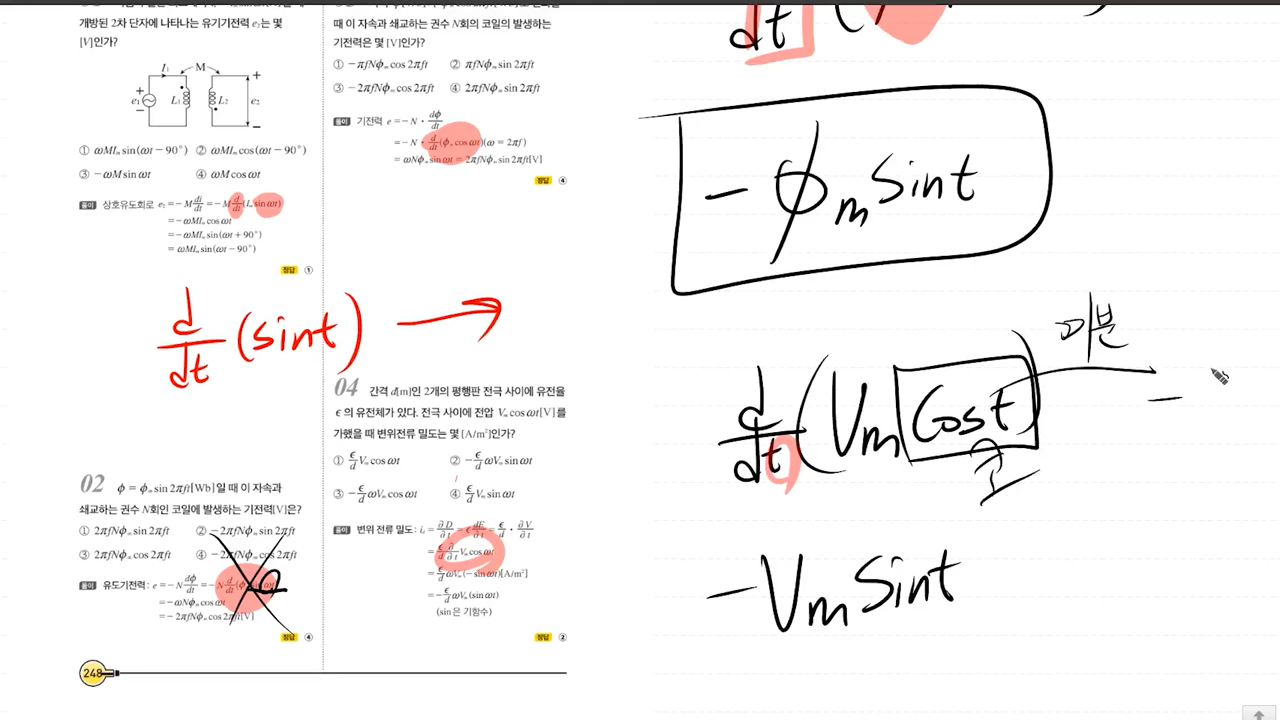 개방된 2차 단자에 나타나는 유기기전력 e₂는 몇
[V]인가?
I₁ M
e₁ + − L₁ L₂ + e₂ −
① ωMIₘ sin(ωt−90°) ② ωMIₘ cos(ωt−90°)
③ −ωM sin ωt ④ ωM cos ωt
풀이 상호유도회로 e₂ = −M di/dt = −M d/dt (Iₘ sin ωt)
= −ωMIₘ cos ωt
= −ωMIₘ sin(ωt+90°)
= ωMIₘ sin(ωt−90°)
정답 ①
d/dt (sin t) →
02 φ = φₘ sin 2πft[Wb]일 때 이 자속과
쇄교하는 권수 N회인 코일에 발생하는 기전력[V]은?
① 2πfNφₘ sin 2πft ② −2πfNφₘ sin 2πft
③ 2πfNφₘ cos 2πft ④ −2πfNφₘ cos 2πft
풀이 유도기전력 : e = −N dφ/dt = −N d/dt
= −ωNφₘ cos ωt
= −2πfNφₘ cos 2πft[V]
정답 ④
248
때 이 자속과 쇄교하는 권수 N회의 코일의 발생하는
기전력은 몇 [V]인가?
① −πfNφₘ cos 2πft ② πfNφₘ sin 2πft
③ −2πfNφₘ cos 2πft ④ 2πfNφₘ sin 2πft
풀이 기전력 e = −N · dφ/dt
= −N · d/dt (φₘ cos ωt)(ω = 2πf)
= ωNφₘ sin ωt = 2πfNφₘ sin 2πft[V]
정답 ④
04 간격 d[m]인 2개의 평행판 전극 사이에 유전율
ε의 유전체가 있다. 전극 사이에 전압 Vₘ cos ωt[V]를
가했을 때 변위전류 밀도는 몇 [A/m²]인가?
① ε/d Vₘ cos ωt ② −ε/d ωVₘ sin ωt
③ −ε/d ωVₘ cos ωt ④ ε/d Vₘ sin ωt
풀이 변위 전류 밀도 : i_d = ∂D/∂t = ε ∂E/∂t = ε/d · ∂V/∂t
= ε/d ∂/∂t Vₘ cos ωt
= ε/d ωVₘ(−sin ωt)[A/m²]
= −ε/d ωVₘ (sin ωt)
(sin은 기함수)
정답 ②
dt
− φₘ sin t
d/dt (Vₘ cos t) 미분 −
− Vₘ sin t